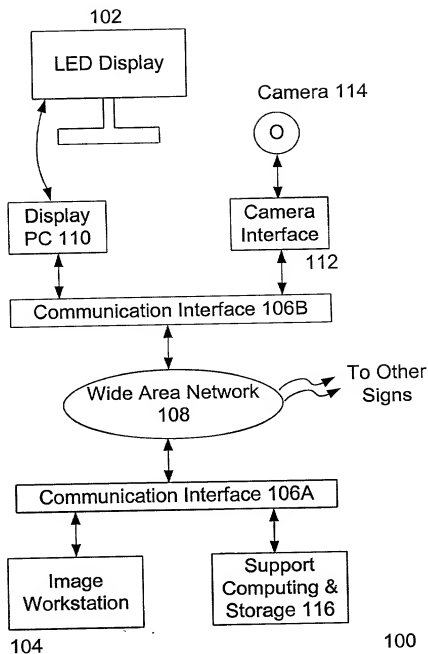 102
LED Display
Camera 114
Display
PC 110
Camera
Interface
112
Communication Interface 106B
Wide Area Network
108
To Other
Signs
Communication Interface 106A
Image
Workstation
Support
Computing &
Storage 116
104
100